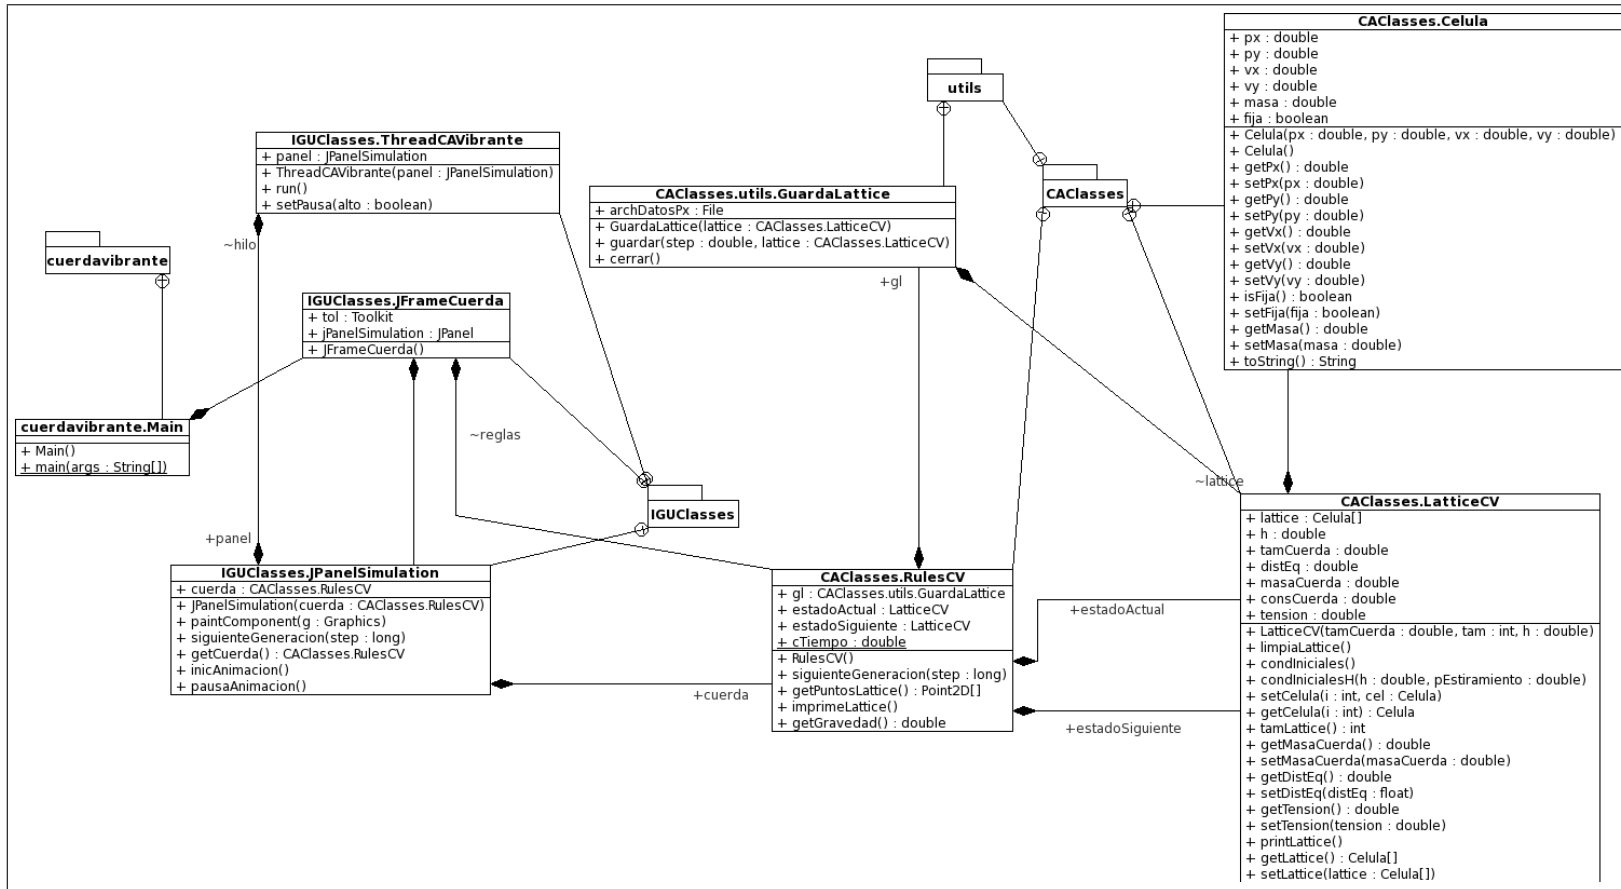 CAClasses.Celula
+ px : double
+ py : double
+ vx : double
+ vy : double
+ masa : double
+ fija : boolean
+ Celula(px : double, py : double, vx : double, vy : double)
+ Celula()
+ getPx() : double
+ setPx(px : double)
+ getPy() : double
+ setPy(py : double)
+ getVx() : double
+ setVx(vx : double)
+ getVy() : double
+ setVy(vy : double)
+ isFija() : boolean
+ setFija(fija : boolean)
+ getMasa() : double
+ setMasa(masa : double)
+ toString() : String
utils
CAClasses
IGUClasses.ThreadCAVibrante
+ panel : JPanelSimulation
+ ThreadCAVibrante(panel : JPanelSimulation)
+ run()
+ setPausa(alto : boolean)
CAClasses.utils.GuardaLattice
+ archDatosPx : File
+ GuardaLattice(lattice : CAClasses.LatticeCV)
+ guardar(step : double, lattice : CAClasses.LatticeCV)
+ cerrar()
~hilo
cuerdavibrante
+gl
IGUClasses.JFrameCuerda
+ tol : Toolkit
+ jPanelSimulation : JPanel
+ JFrameCuerda()
cuerdavibrante.Main
+ Main()
+ main(args : String[])
~reglas
~lattice
IGUClasses
+panel
IGUClasses.JPanelSimulation
+ cuerda : CAClasses.RulesCV
+ JPanelSimulation(cuerda : CAClasses.RulesCV)
+ paintComponent(g : Graphics)
+ siguienteGeneracion(step : long)
+ getCuerda() : CAClasses.RulesCV
+ inicAnimacion()
+ pausaAnimacion()
+cuerda
CAClasses.RulesCV
+ gl : CAClasses.utils.GuardaLattice
+ estadoActual : LatticeCV
+ estadoSiguiente : LatticeCV
+ cTiempo : double
+ RulesCV()
+ siguienteGeneracion(step : long)
+ getPuntosLattice() : Point2D[]
+ imprimeLattice()
+ getGravedad() : double
+estadoActual
+estadoSiguiente
CAClasses.LatticeCV
+ lattice : Celula[]
+ h : double
+ tamCuerda : double
+ distEq : double
+ masaCuerda : double
+ consCuerda : double
+ tension : double
+ LatticeCV(tamCuerda : double, tam : int, h : double)
+ limpiaLattice()
+ condIniciales()
+ condInicialesH(h : double, pEstiramento : double)
+ setCelula(i : int, cel : Celula)
+ getCelula(i : int) : Celula
+ tamLattice() : int
+ getMasaCuerda() : double
+ setMasaCuerda(masaCuerda : double)
+ getDistEq() : double
+ setDistEq(distEq : float)
+ getTension() : double
+ setTension(tension : double)
+ printLattice()
+ getLattice() : Celula[]
+ setLattice(lattice : Celula[])